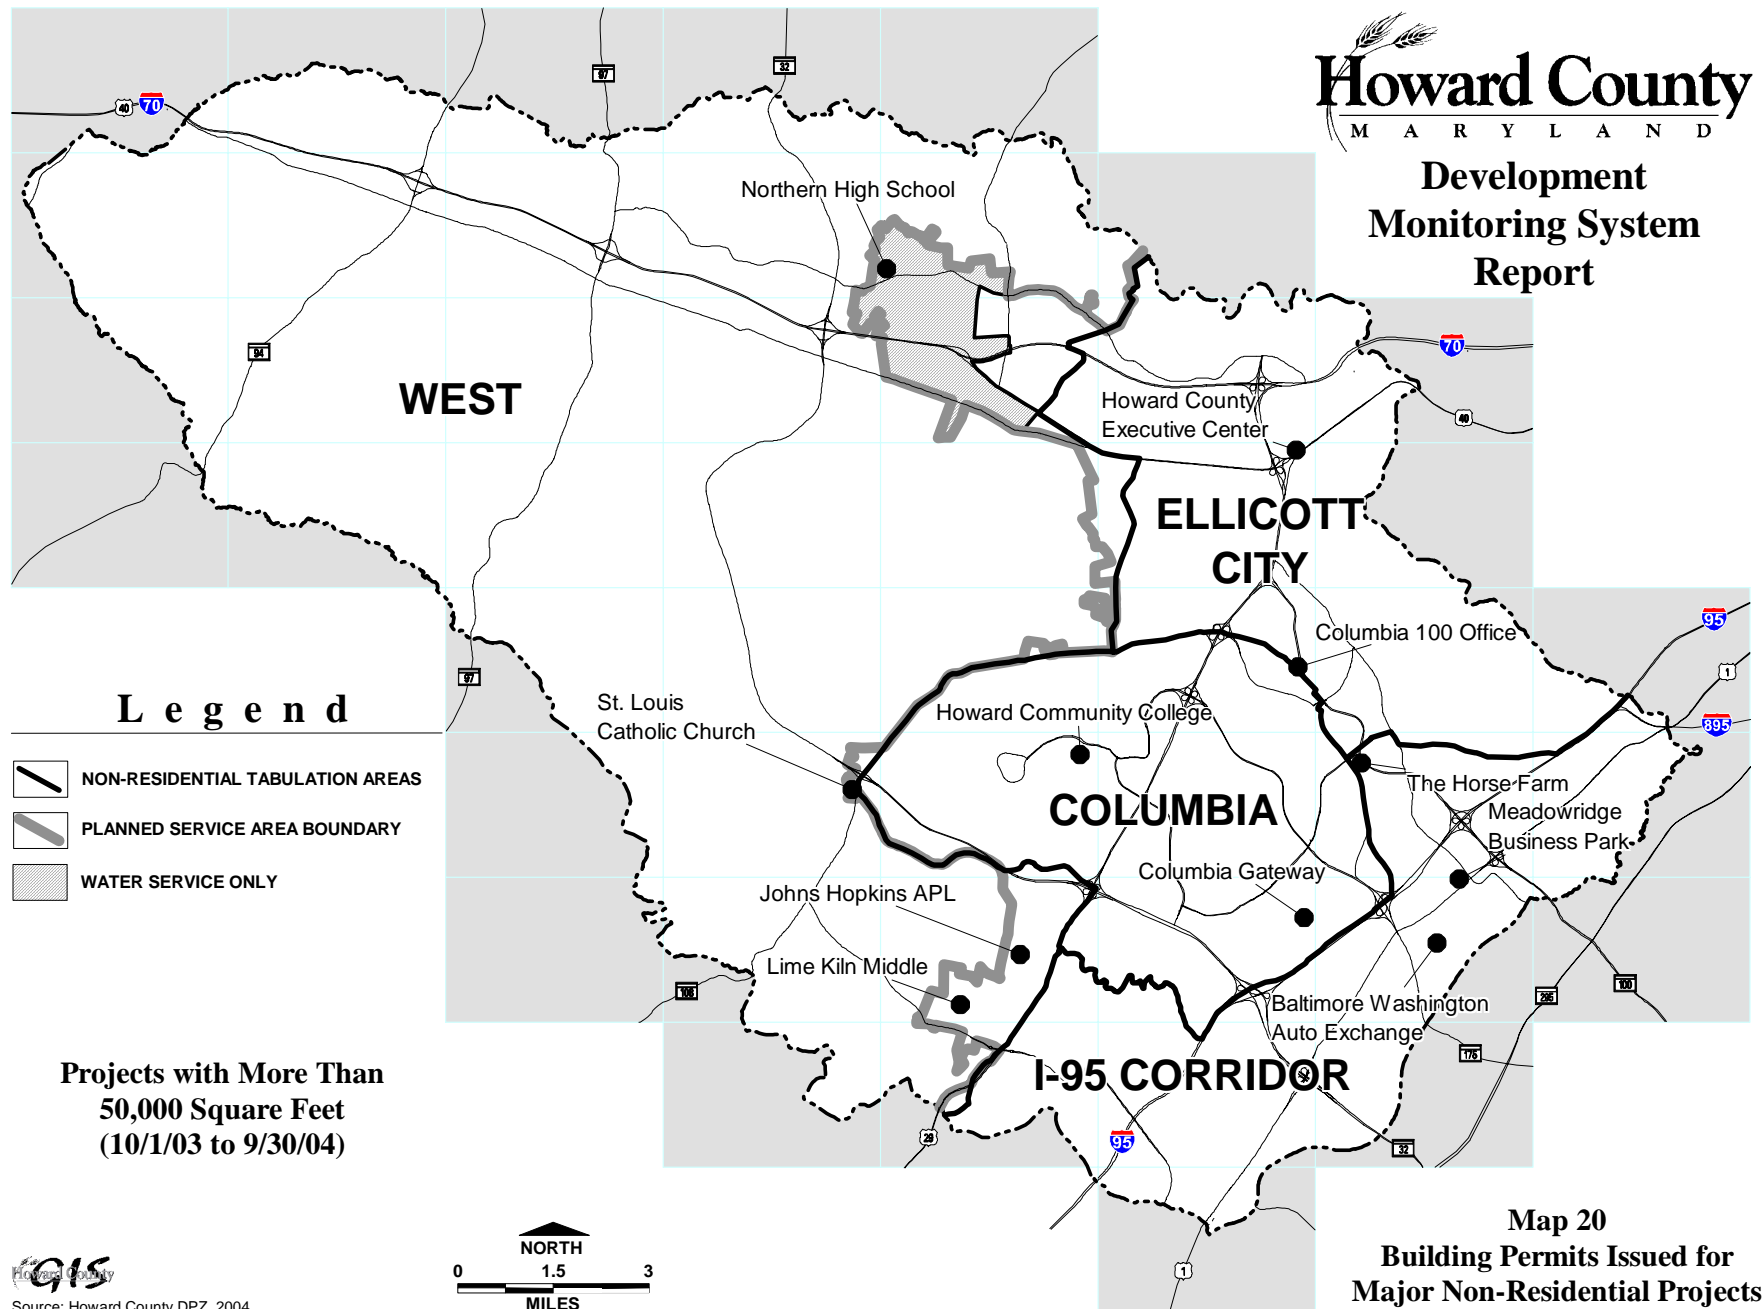 Howard County
MARYLAND
Development
Monitoring System
Report
40
70
97
32
Northern High School
94
WEST
70
40
Howard County
Executive Center
ELLICOTT
CITY
95
1
895
Columbia 100 Office
97
St. Louis
Catholic Church
Howard Community College
COLUMBIA
The Horse Farm
Meadowridge
Business Park
Columbia Gateway
Johns Hopkins APL
Lime Kiln Middle
108
Baltimore Washington
Auto Exchange
295
100
175
I-95 CORRIDOR
29
95
32
1
Legend
NON-RESIDENTIAL TABULATION AREAS
PLANNED SERVICE AREA BOUNDARY
WATER SERVICE ONLY
Projects with More Than
50,000 Square Feet
(10/1/03 to 9/30/04)
GIS
Howard County
Source: Howard County DPZ, 2004
NORTH
0 1.5 3
MILES
Map 20
Building Permits Issued for
Major Non-Residential Projects